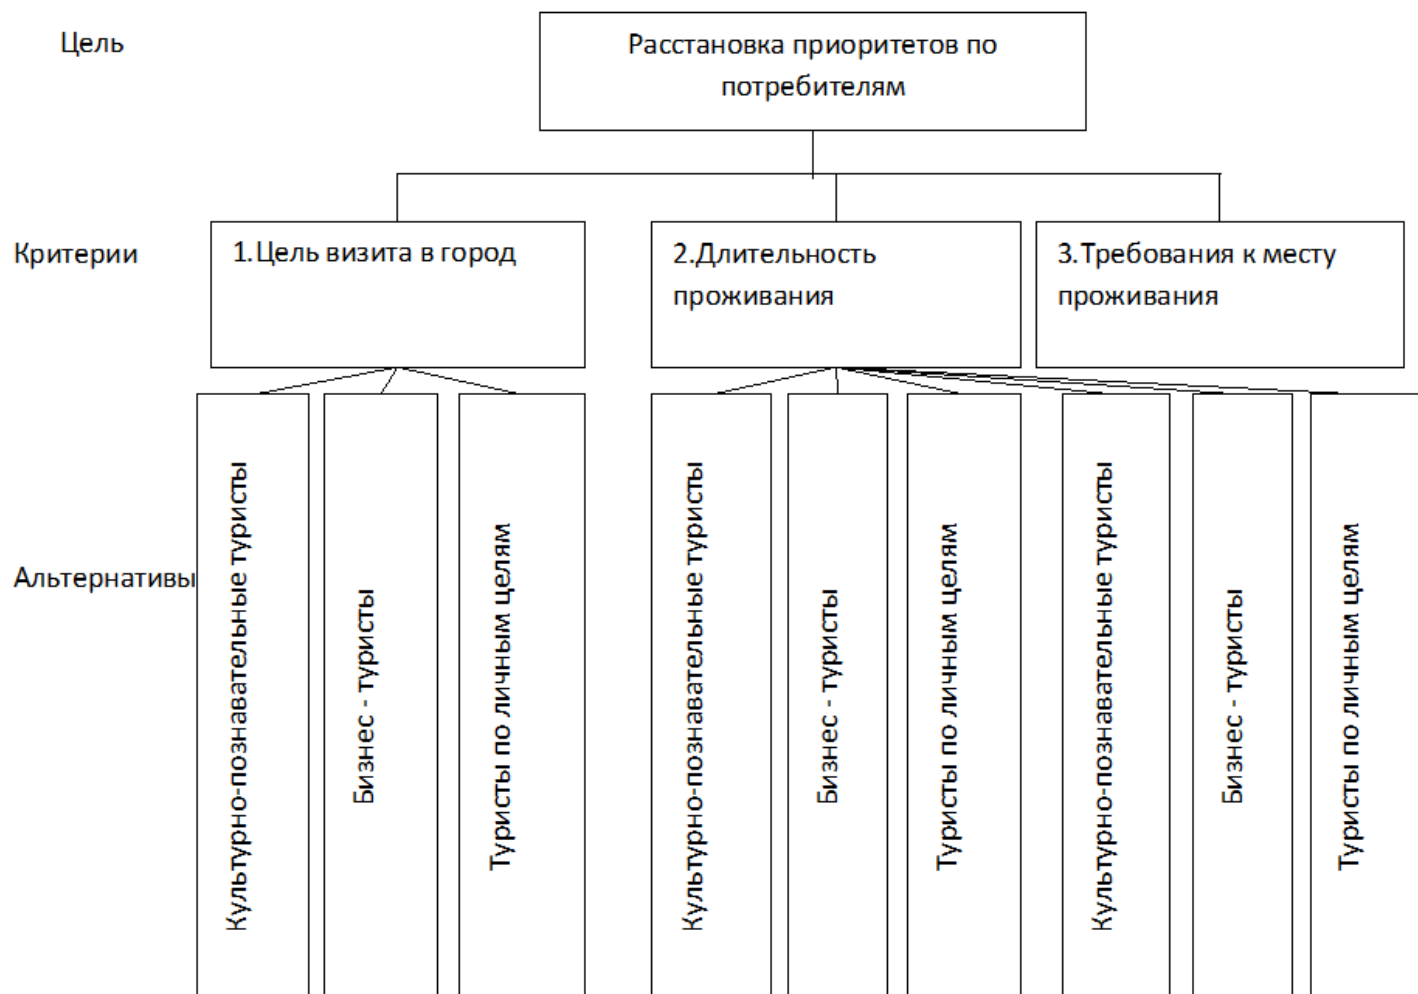 Цель
Расстановка приоритетов по
потребителям
Критерии
1.Цель визита в город
2.Длительность
проживания
3.Требования к месту
проживания
Альтернативы
Культурно-познавательные туристы
Бизнес - туристы
Туристы по личным целям
Культурно-познавательные туристы
Бизнес - туристы
Туристы по личным целям
Культурно-познавательные туристы
Бизнес - туристы
Туристы по личным целям